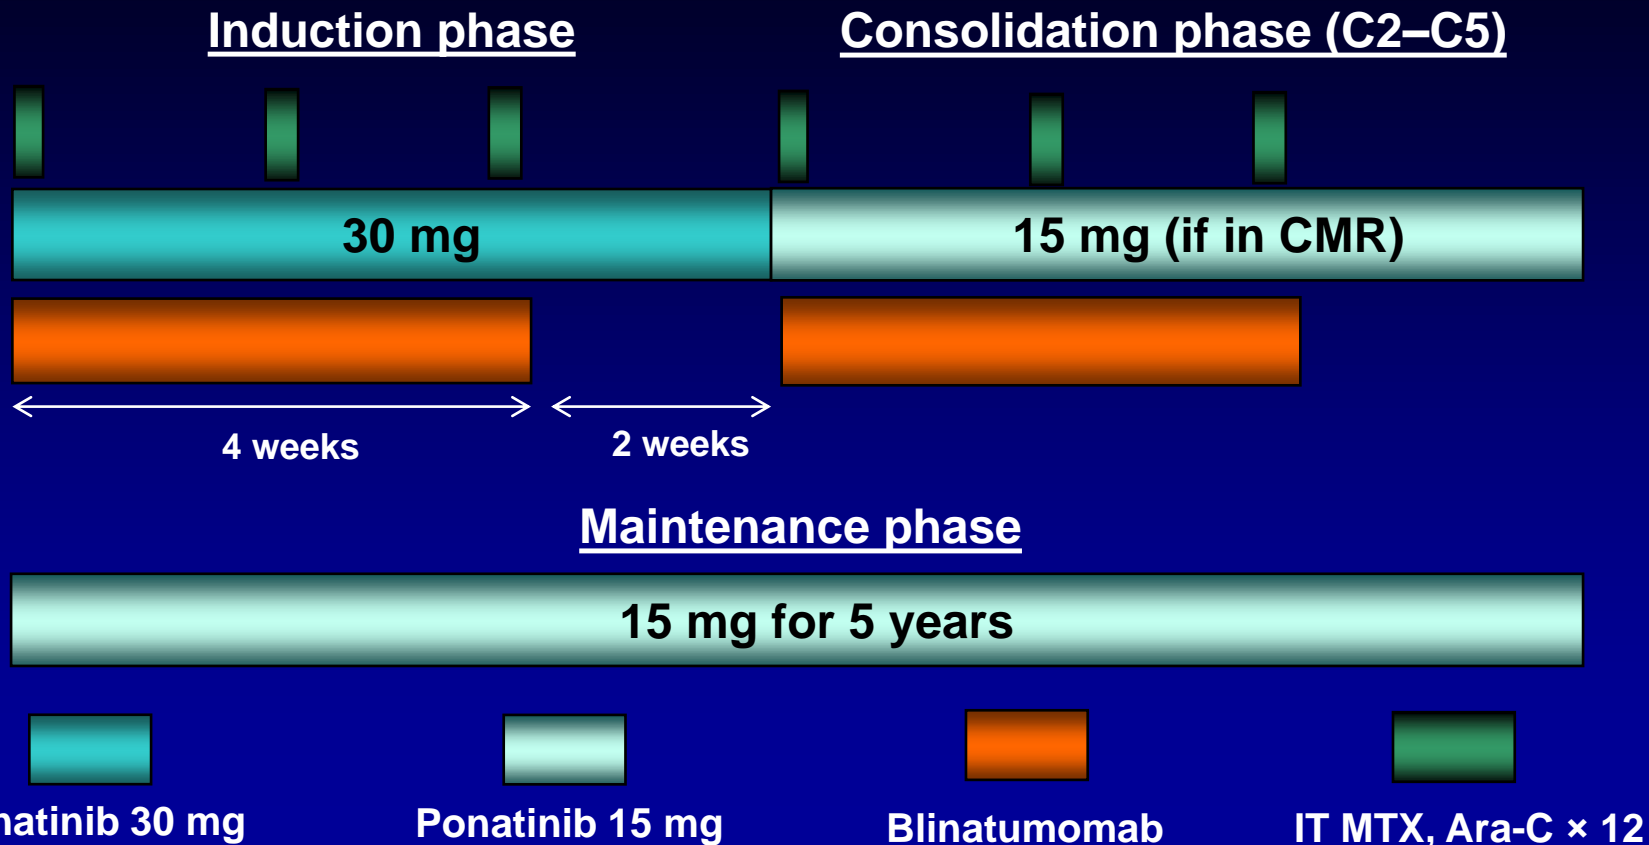 Induction phase
Consolidation phase (C2–C5)
30 mg
15 mg (if in CMR)
4 weeks
2 weeks
Maintenance phase
15 mg for 5 years
natinib 30 mg
Ponatinib 15 mg
Blinatumomab
IT MTX, Ara-C × 12